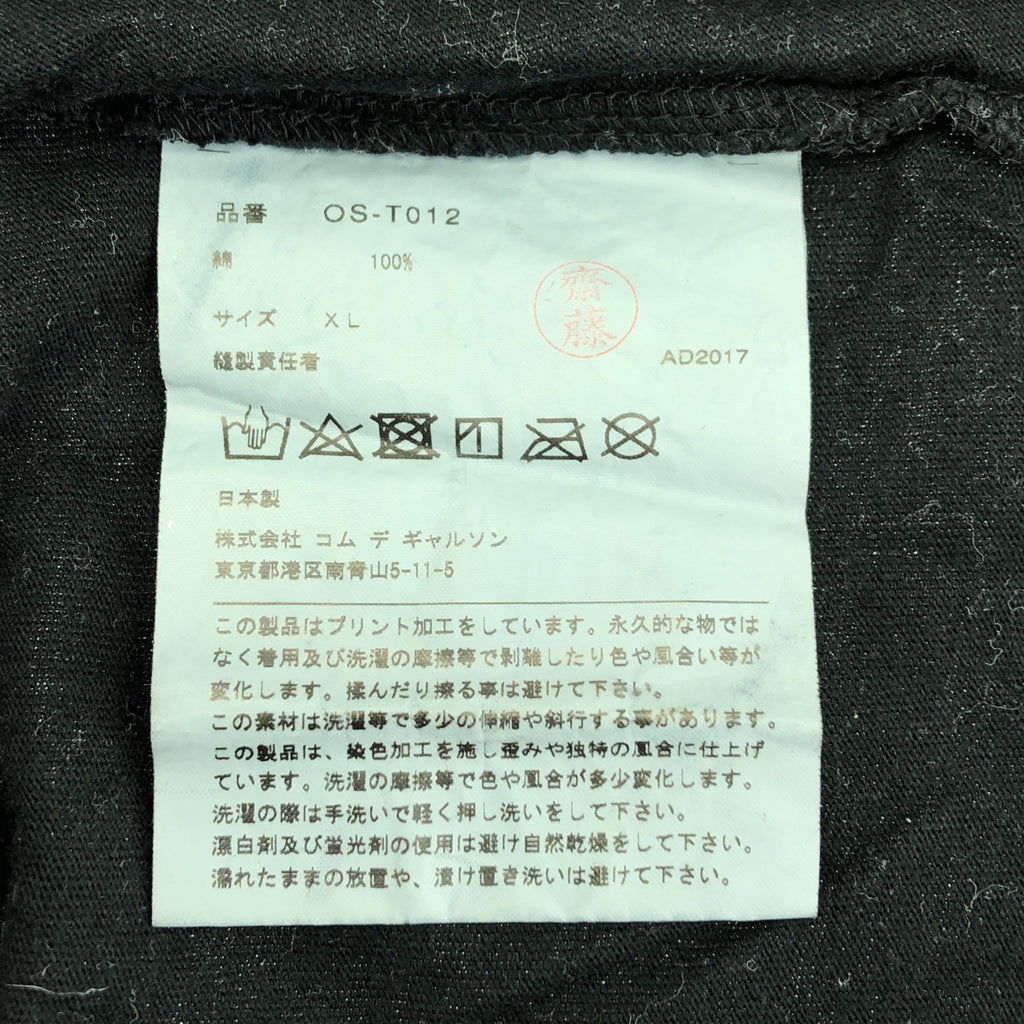 品番 OS-T012
綿 100%
齋藤
サイズ XL
縫製責任者 AD2017
日本製
株式会社 コム デ ギャルソン
東京都港区南青山5-11-5
この製品はプリント加工をしています。永久的な物では
なく着用及び洗濯の摩擦等で剥離したり色や風合い等が
変化します。揉んだり擦る事は避けて下さい。
この素材は洗濯等で多少の伸縮や斜行する事があります。
この製品は、染色加工を施し歪みや独特の風合に仕上げ
ています。洗濯の摩擦等で色や風合が多少変化します。
洗濯の際は手洗いで軽く押し洗いをして下さい。
漂白剤及び蛍光剤の使用は避け自然乾燥をして下さい。
濡れたままの放置や、漬け置き洗いは避けて下さい。